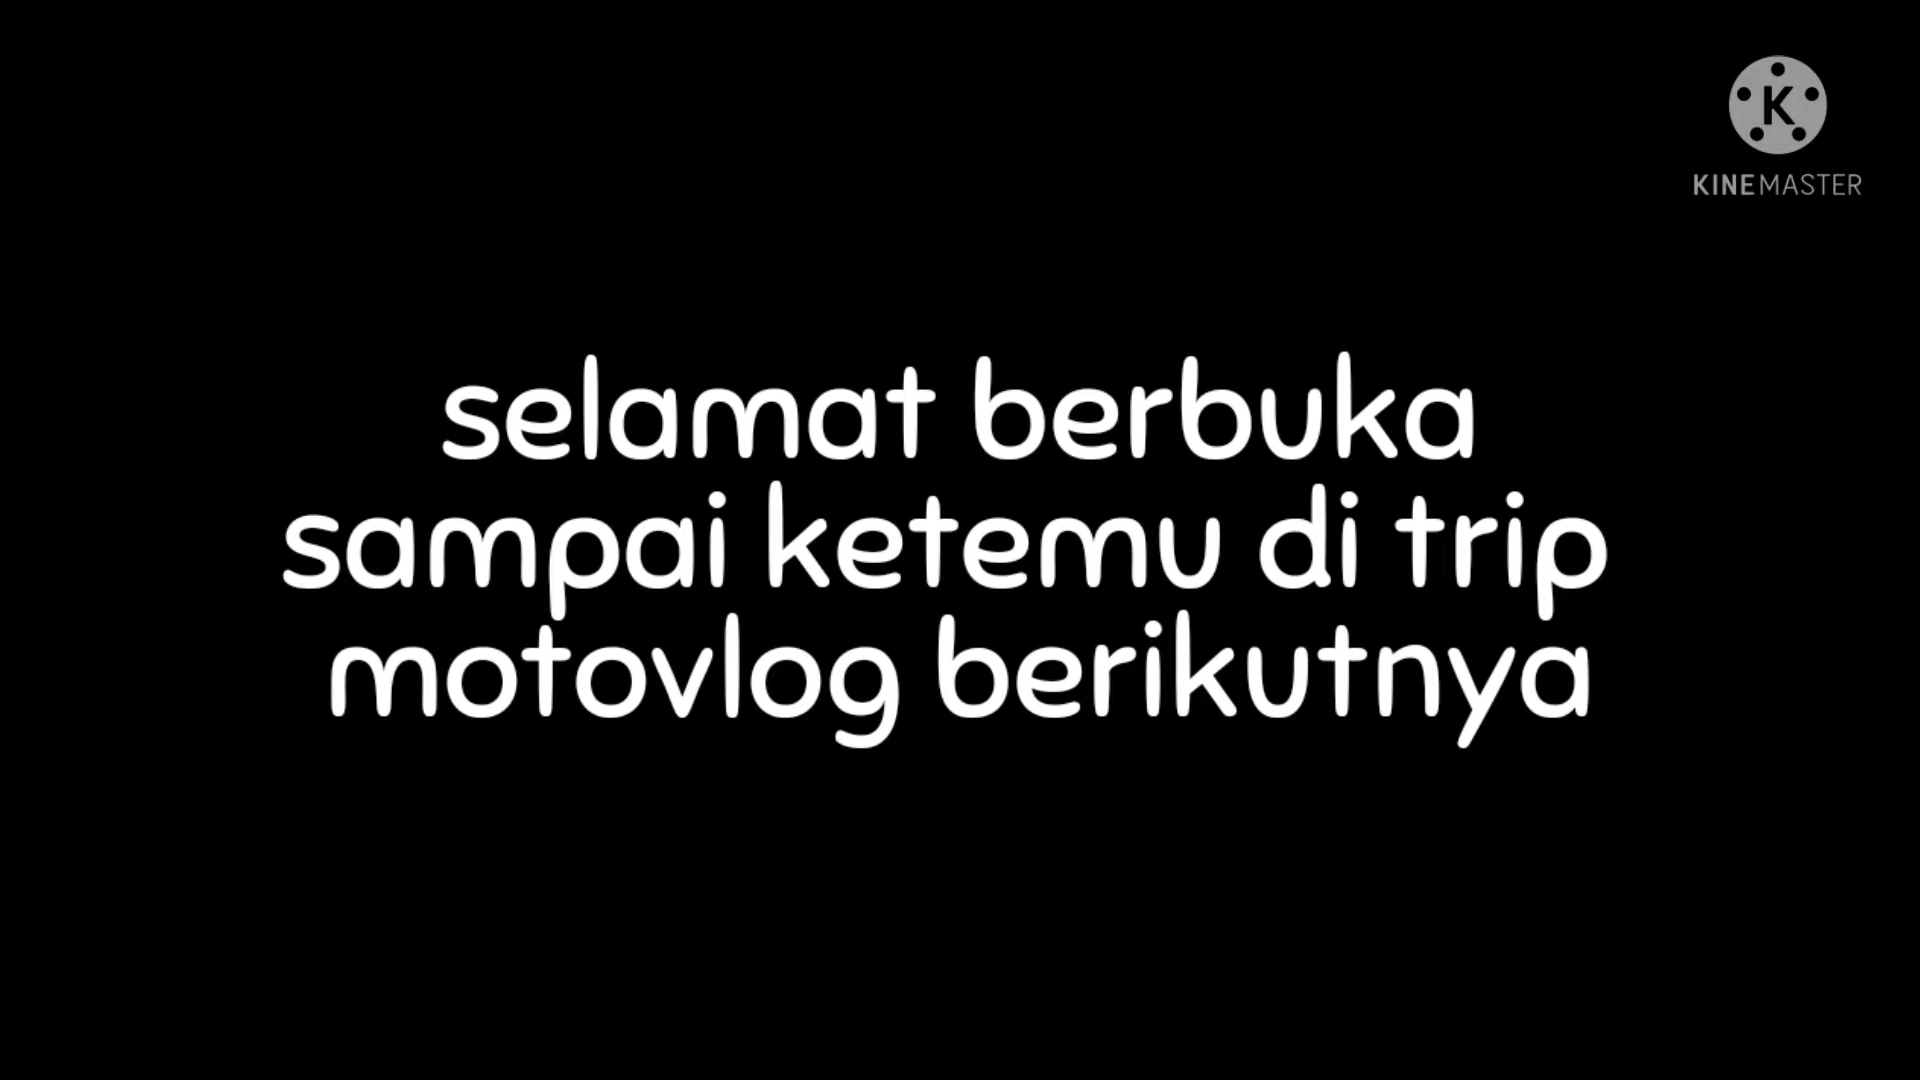 K
KINEMASTER
selamat berbuka
sampai ketemu di trip
motovlog berikutnya